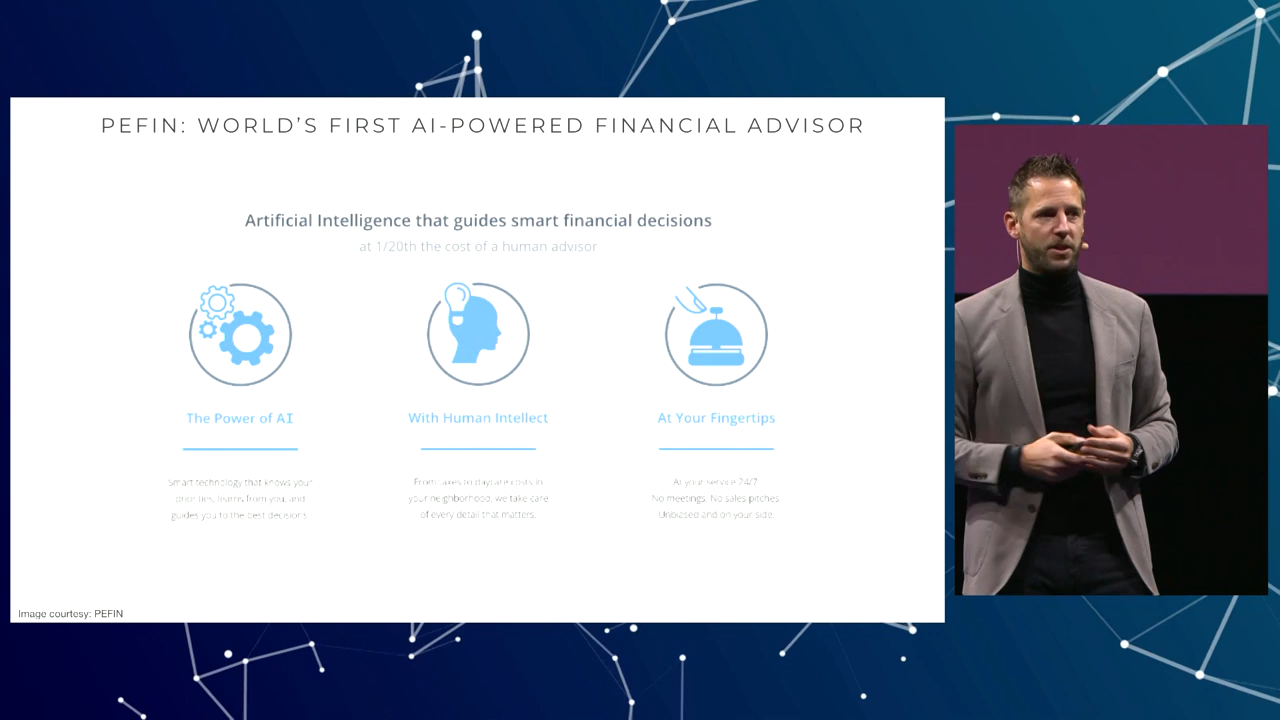 PEFIN: WORLD'S FIRST AI-POWERED FINANCIAL ADVISOR
Artificial Intelligence that guides smart financial decisions
at 1/20th the cost of a human advisor
The Power of AI
With Human Intellect
At Your Fingertips
Smart technology that knows your
priorities, learns from you, and
guides you to the best decisions.
From taxes to daycare costs in
your neighborhood, we take care
of every detail that matters.
At your service 24/7
No meetings. No sales pitches
Unbiased and on your side.
Image courtesy: PEFIN